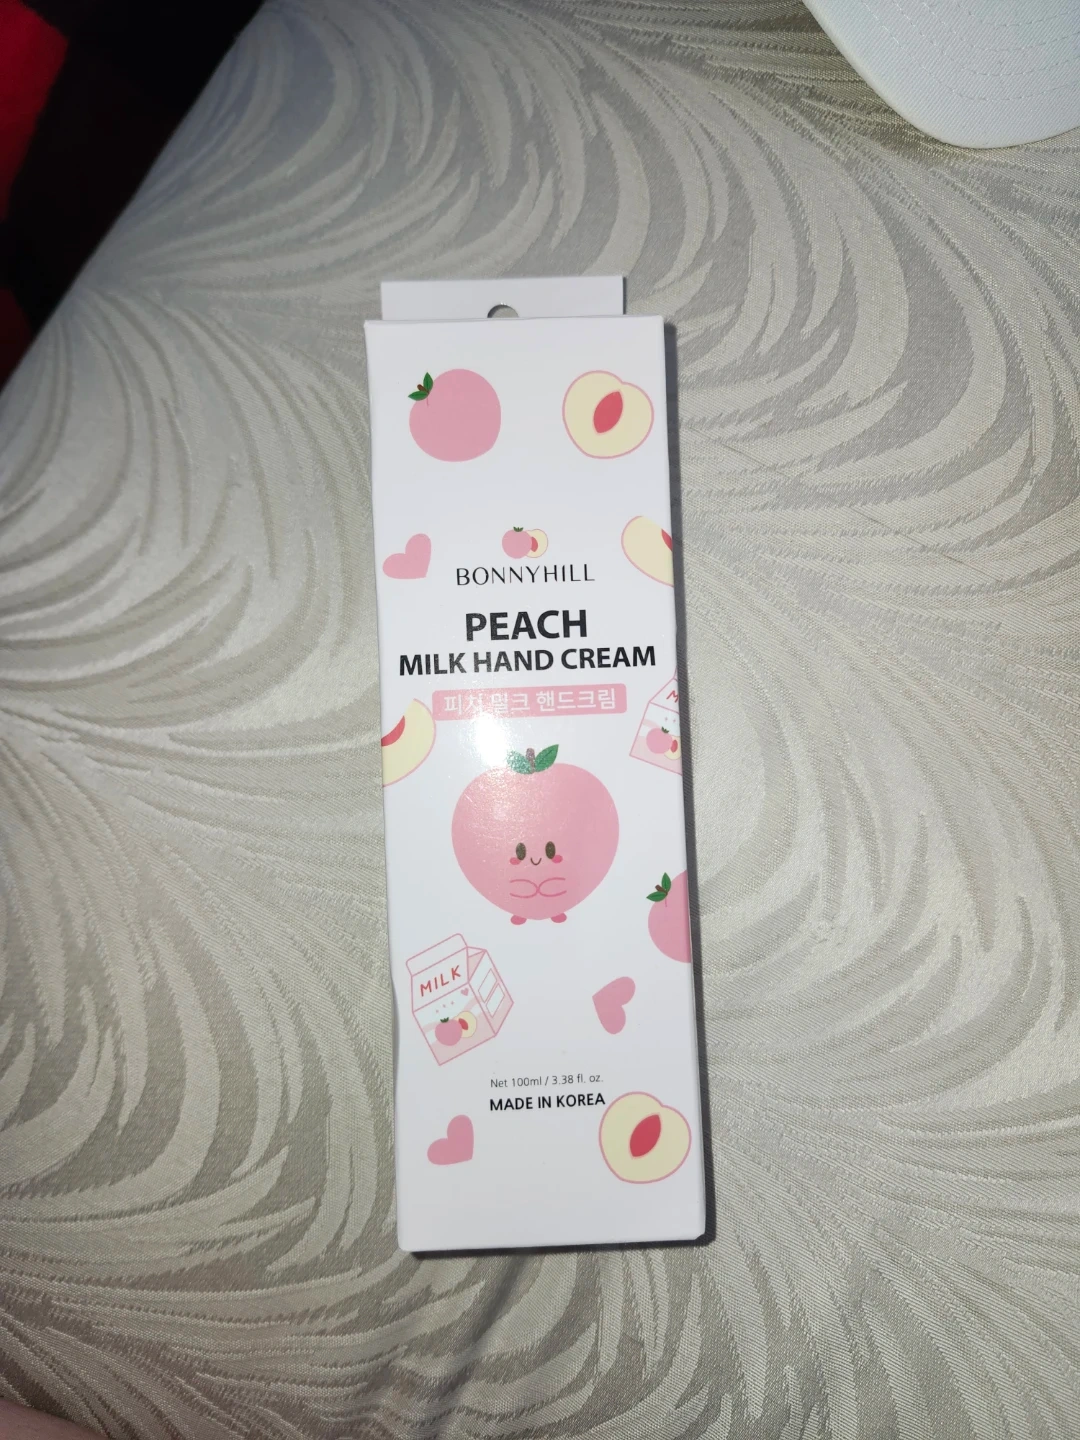 BONNYHILL
PEACH
MILK HAND CREAM
피치 밀크 핸드크림
MILK
Net 100ml / 3.38 fl. oz.
MADE IN KOREA